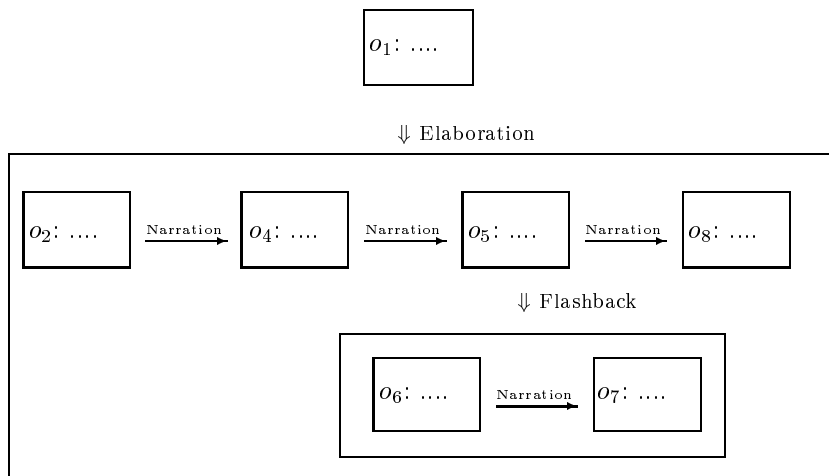 o₁: ....
⇓ Elaboration
o₂: .... Narration o₄: .... Narration o₅: .... Narration o₈: ....
⇓ Flashback
o₆: .... Narration o₇: ....